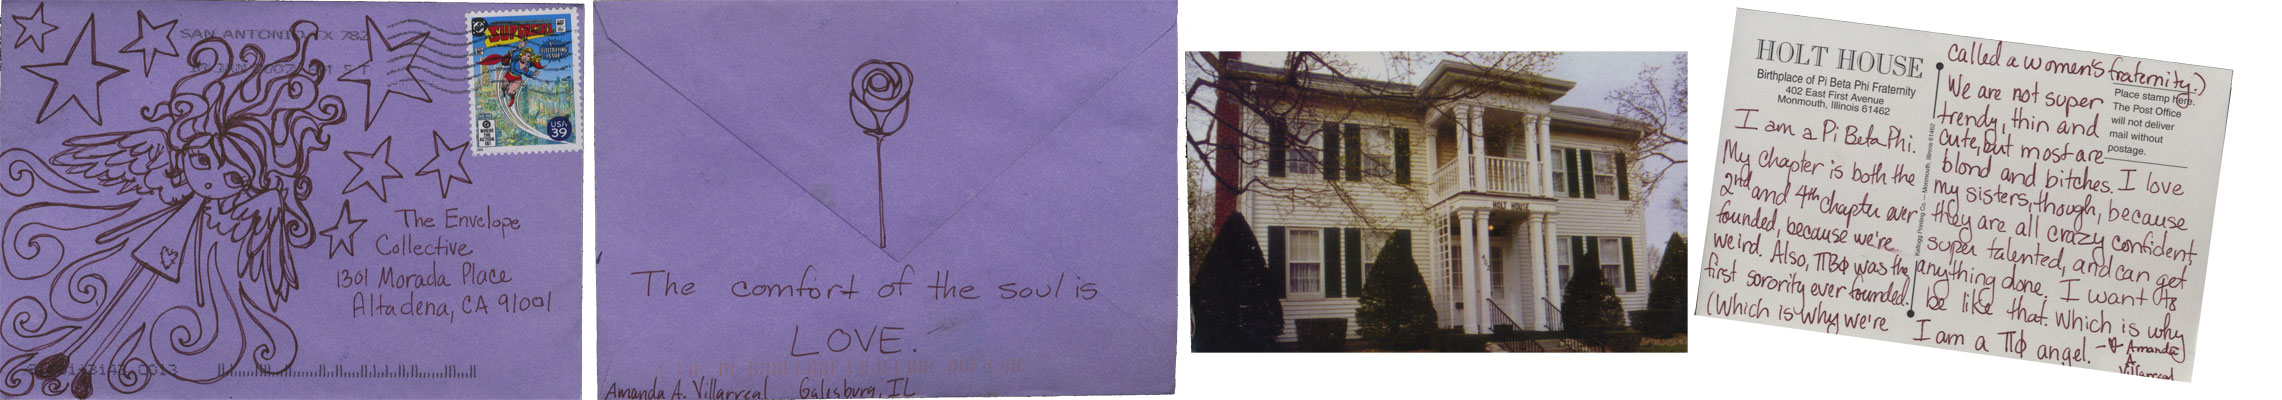 SAN ANTONIO TX 782
SUPERGIRL
USA
39
The Envelope
Collective
1301 Morada Place
Altadena, CA 91001
The comfort of the soul is
LOVE.
Amanda A. Villarreal Galesburg, IL
HOLT HOUSE
HOLT HOUSE
Birthplace of Pi Beta Phi Fraternity
402 East First Avenue
Monmouth, Illinois 61462
I am a Pi Beta Phi.
My chapter is both the
2nd and 4th chapter ever
founded, because we're
weird. Also, ΠΒΦ was the
first sorority ever founded.
(Which is why we're
called a women's fraternity.)
We are not super
trendy, thin and
cute, but most are
blond and bitches. I love
my sisters, though, because
they are all crazy confident,
super talented, and can get
anything done. I want to
be like that. Which is why
I am a ΠΦ angel. -
Amanda
A
Villarreal
Place stamp here.
The Post Office
will not deliver
mail without
postage.
Kellogg Printing Co. — Monmouth, Illinois 61462